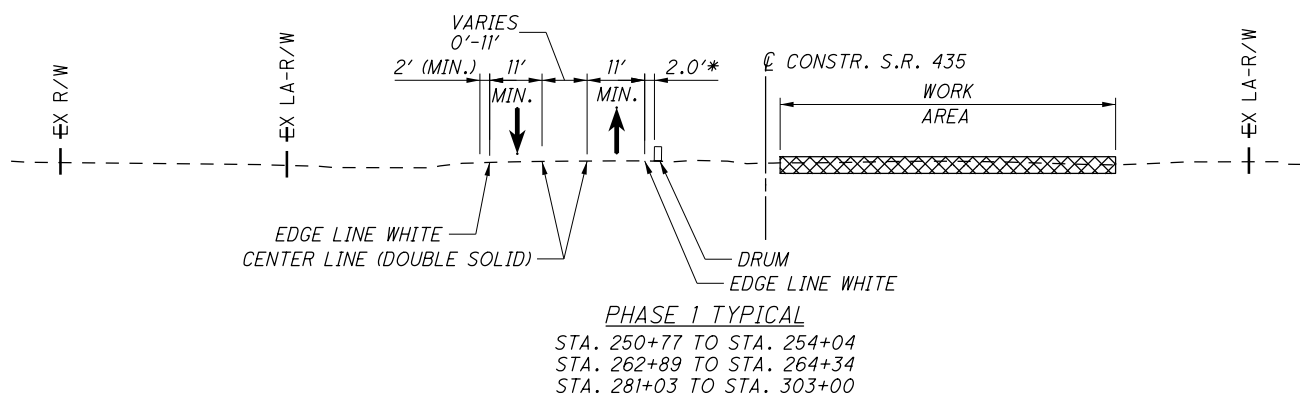 VARIES
0'-11'
2' (MIN.)
11'
MIN.
11'
MIN.
2.0'*
EX R/W
EX LA-R/W
℄ CONSTR. S.R. 435
WORK
AREA
EX LA-R/W
EDGE LINE WHITE
CENTER LINE (DOUBLE SOLID)
DRUM
EDGE LINE WHITE
PHASE 1 TYPICAL
STA. 250+77 TO STA. 254+04
STA. 262+89 TO STA. 264+34
STA. 281+03 TO STA. 303+00